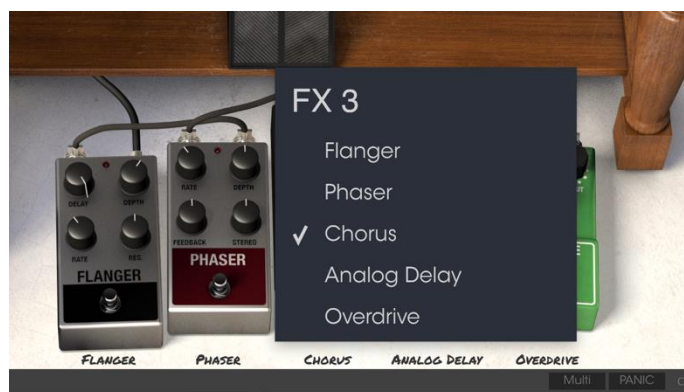 FX 3
Flanger
Phaser
✓ Chorus
Analog Delay
Overdrive
DELAY DEPTH
RATE RES.
FLANGER
RATE DEPTH
FEEDBACK STEREO
PHASER
FLANGER PHASER CHORUS ANALOG DELAY OVERDRIVE
Multi PANIC